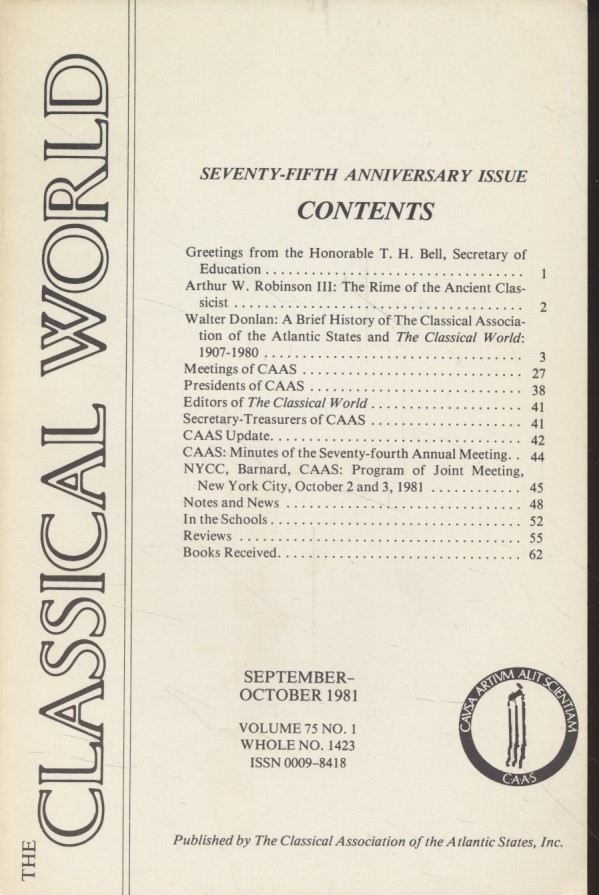 THE CLASSICAL WORLD
SEVENTY-FIFTH ANNIVERSARY ISSUE
CONTENTS
Greetings from the Honorable T. H. Bell, Secretary of
Education . . . . . . . . . . . . . . . . . . . . . . . . . . . . . . . . . 1
Arthur W. Robinson III: The Rime of the Ancient Clas-
sicist . . . . . . . . . . . . . . . . . . . . . . . . . . . . . . . . . . . . . 2
Walter Donlan: A Brief History of The Classical Associa-
tion of the Atlantic States and The Classical World:
1907-1980 . . . . . . . . . . . . . . . . . . . . . . . . . . . . . . . . . 3
Meetings of CAAS . . . . . . . . . . . . . . . . . . . . . . . . . . . . 27
Presidents of CAAS . . . . . . . . . . . . . . . . . . . . . . . . . . . 38
Editors of The Classical World . . . . . . . . . . . . . . . . . . . 41
Secretary-Treasurers of CAAS . . . . . . . . . . . . . . . . . . . . 41
CAAS Update. . . . . . . . . . . . . . . . . . . . . . . . . . . . . . . . 42
CAAS: Minutes of the Seventy-fourth Annual Meeting. . 44
NYCC, Barnard, CAAS: Program of Joint Meeting,
New York City, October 2 and 3, 1981 . . . . . . . . . . . . 45
Notes and News . . . . . . . . . . . . . . . . . . . . . . . . . . . . . . 48
In the Schools . . . . . . . . . . . . . . . . . . . . . . . . . . . . . . . . 52
Reviews . . . . . . . . . . . . . . . . . . . . . . . . . . . . . . . . . . . . 55
Books Received. . . . . . . . . . . . . . . . . . . . . . . . . . . . . . . 62
SEPTEMBER–
OCTOBER 1981
VOLUME 75 NO. 1
WHOLE NO. 1423
ISSN 0009–8418
CAVSA ARTIVM ALIT SCIENTIAM
C·A·A·S
Published by The Classical Association of the Atlantic States, Inc.